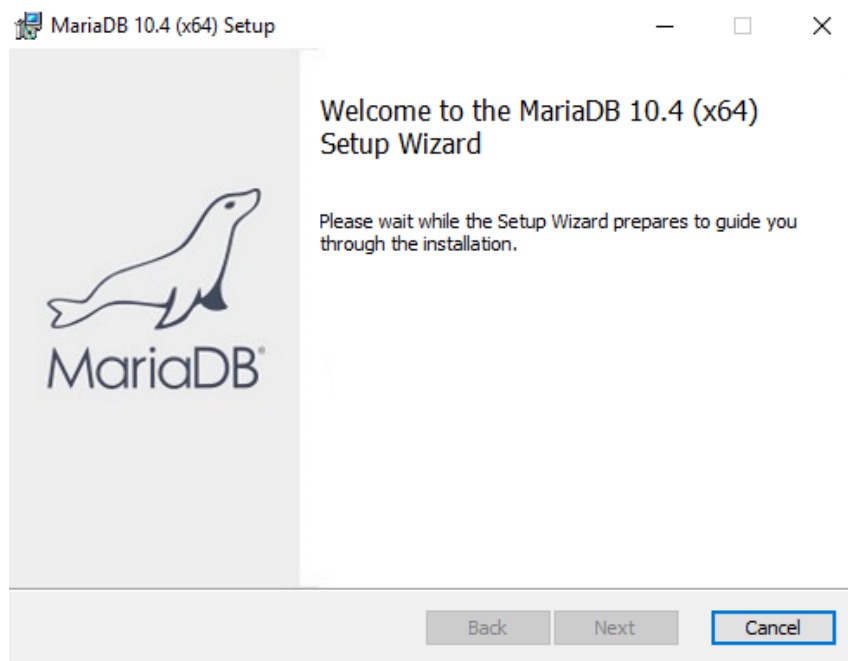 MariaDB 10.4 (x64) Setup
Welcome to the MariaDB 10.4 (x64)
Setup Wizard
Please wait while the Setup Wizard prepares to guide you
through the installation.
MariaDB®
Back
Next
Cancel